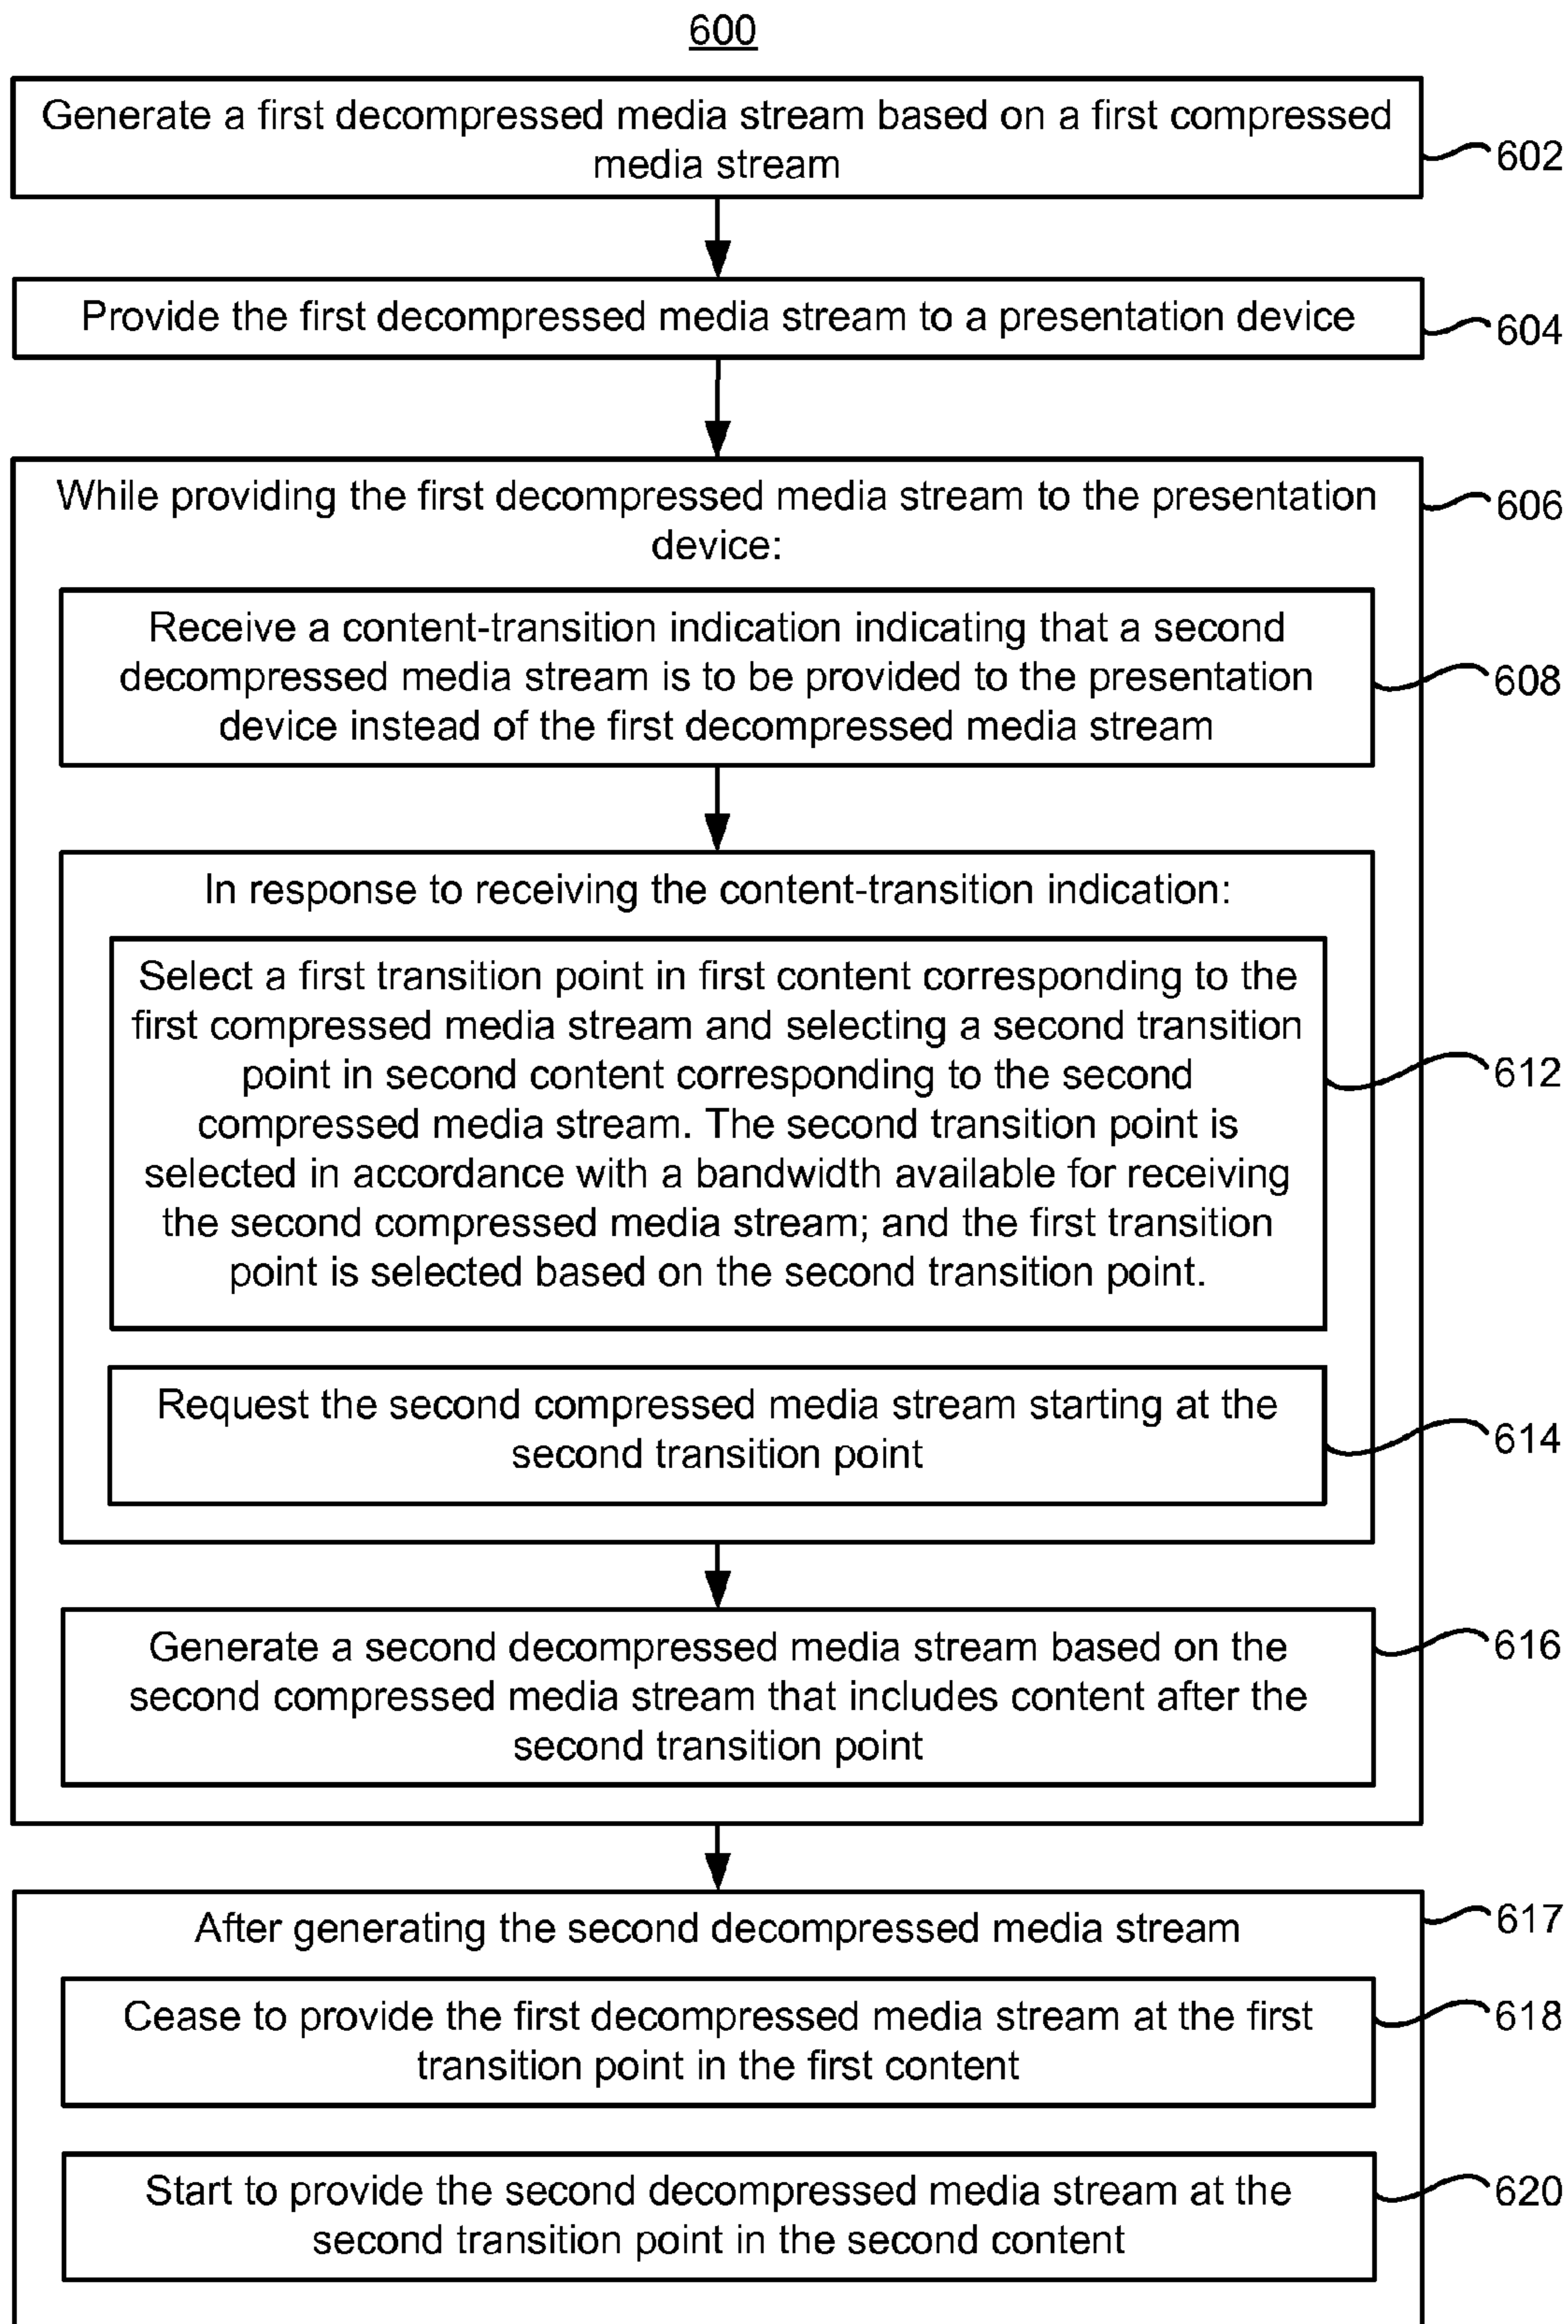 600
Generate a first decompressed media stream based on a first compressed
media stream
602
Provide the first decompressed media stream to a presentation device
604
While providing the first decompressed media stream to the presentation
device:
606
Receive a content-transition indication indicating that a second
decompressed media stream is to be provided to the presentation
device instead of the first decompressed media stream
608
In response to receiving the content-transition indication:
Select a first transition point in first content corresponding to the
first compressed media stream and selecting a second transition
point in second content corresponding to the second
compressed media stream. The second transition point is
selected in accordance with a bandwidth available for receiving
the second compressed media stream; and the first transition
point is selected based on the second transition point.
612
Request the second compressed media stream starting at the
second transition point
614
Generate a second decompressed media stream based on the
second compressed media stream that includes content after the
second transition point
616
After generating the second decompressed media stream
617
Cease to provide the first decompressed media stream at the first
transition point in the first content
618
Start to provide the second decompressed media stream at the
second transition point in the second content
620